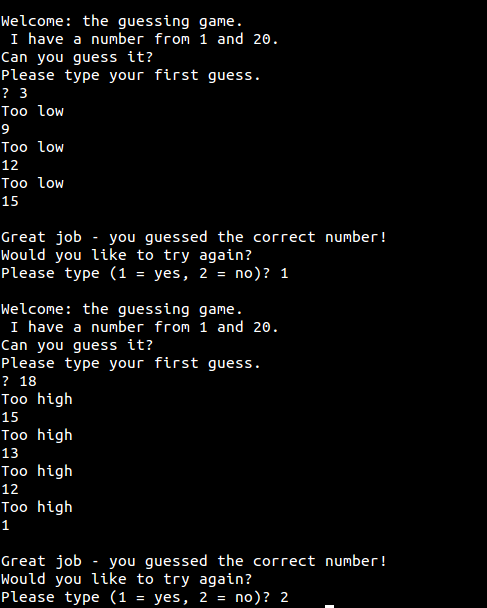 Welcome: the guessing game.
 I have a number from 1 and 20.
Can you guess it?
Please type your first guess.
? 3
Too low
9
Too low
12
Too low
15

Great job - you guessed the correct number!
Would you like to try again?
Please type (1 = yes, 2 = no)? 1

Welcome: the guessing game.
 I have a number from 1 and 20.
Can you guess it?
Please type your first guess.
? 18
Too high
15
Too high
13
Too high
12
Too high
1

Great job - you guessed the correct number!
Would you like to try again?
Please type (1 = yes, 2 = no)? 2